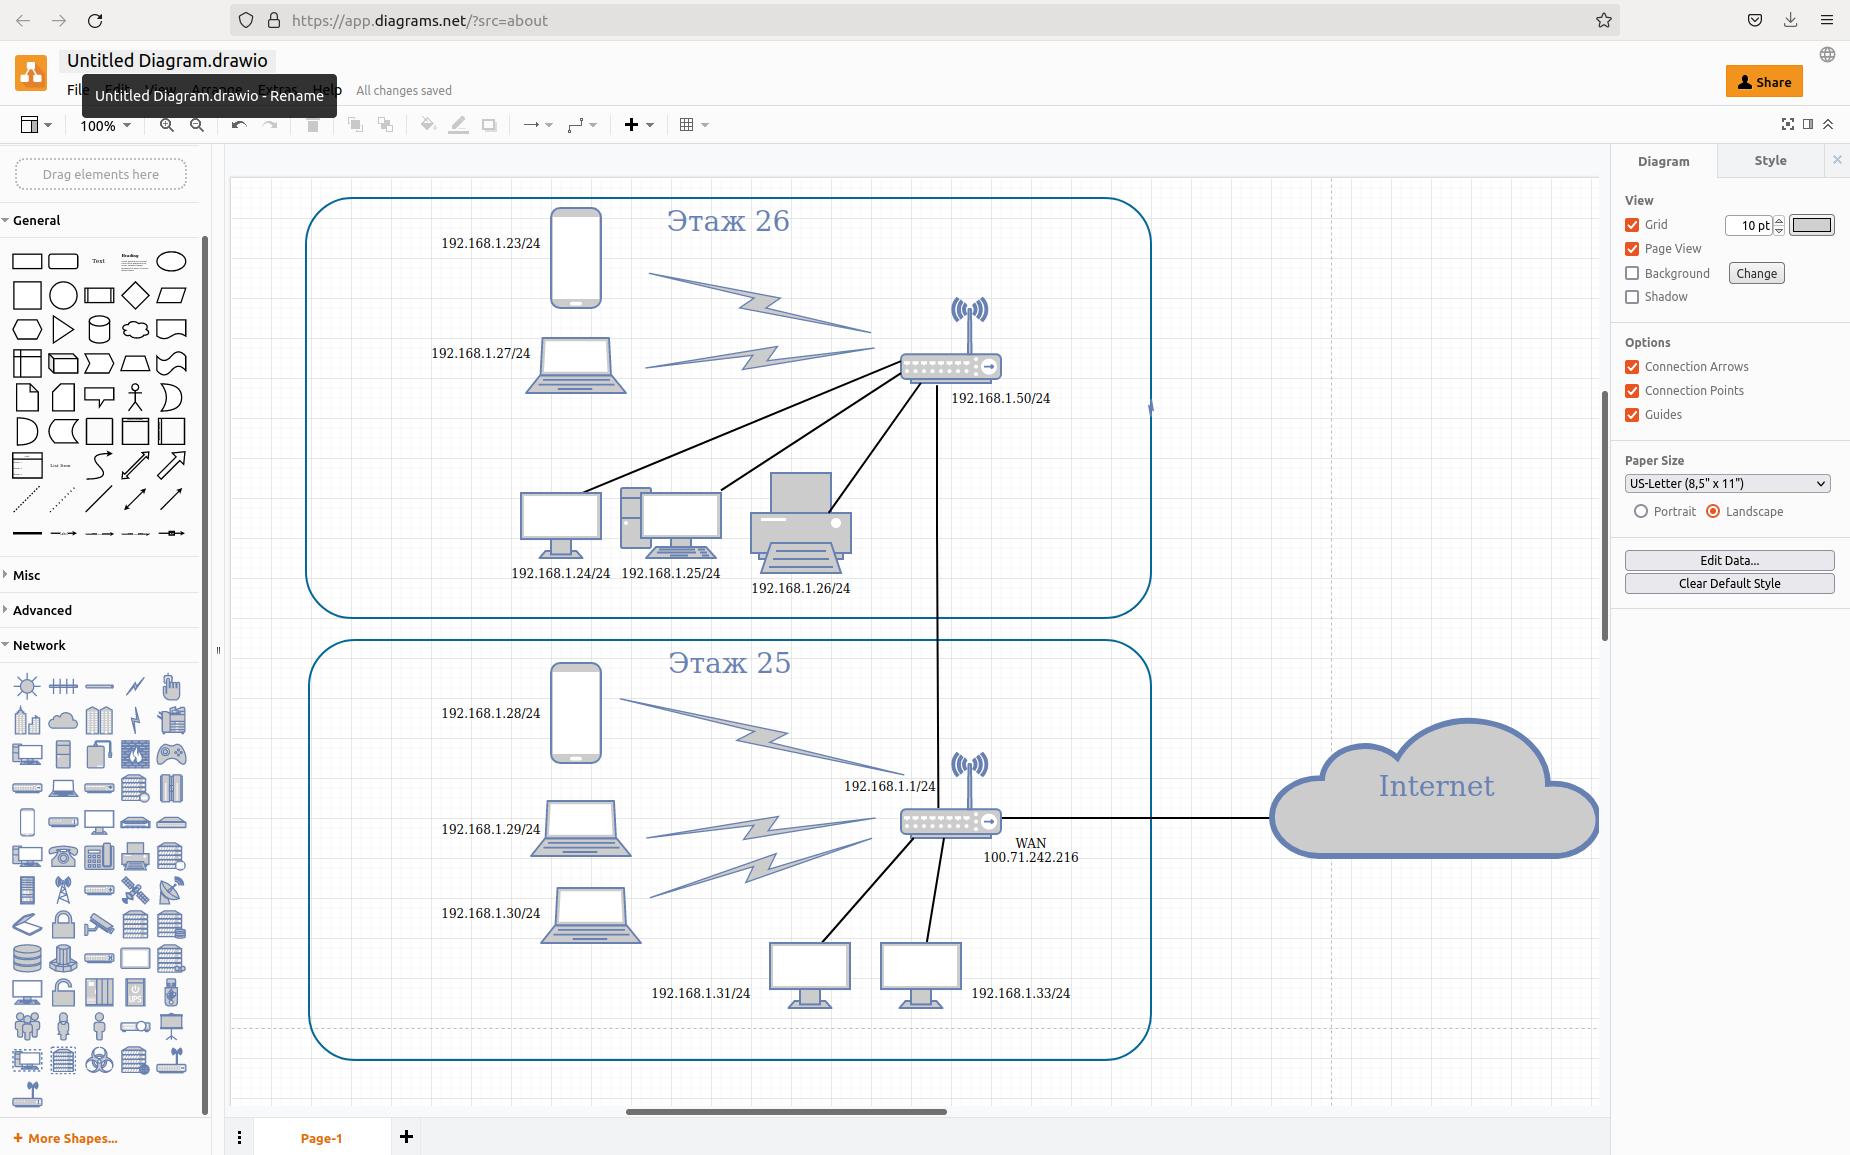 https://app.diagrams.net/?src=about
Untitled Diagram.drawio
File Edit View Arrange Extras Help All changes saved
Untitled Diagram.drawio - Rename
Share
100%
Drag elements here
General
Text
Heading
List Item
Misc
Advanced
Network
UPS
+ More Shapes...
Этаж 26
192.168.1.23/24
192.168.1.27/24
192.168.1.50/24
192.168.1.24/24 192.168.1.25/24
192.168.1.26/24
Этаж 25
192.168.1.28/24
192.168.1.1/24
192.168.1.29/24
WAN
100.71.242.216
192.168.1.30/24
192.168.1.31/24
192.168.1.33/24
Internet
Page-1
Diagram Style
View
Grid 10 pt
Page View
Background Change
Shadow
Options
Connection Arrows
Connection Points
Guides
Paper Size
US-Letter (8,5" x 11")
Portrait Landscape
Edit Data...
Clear Default Style